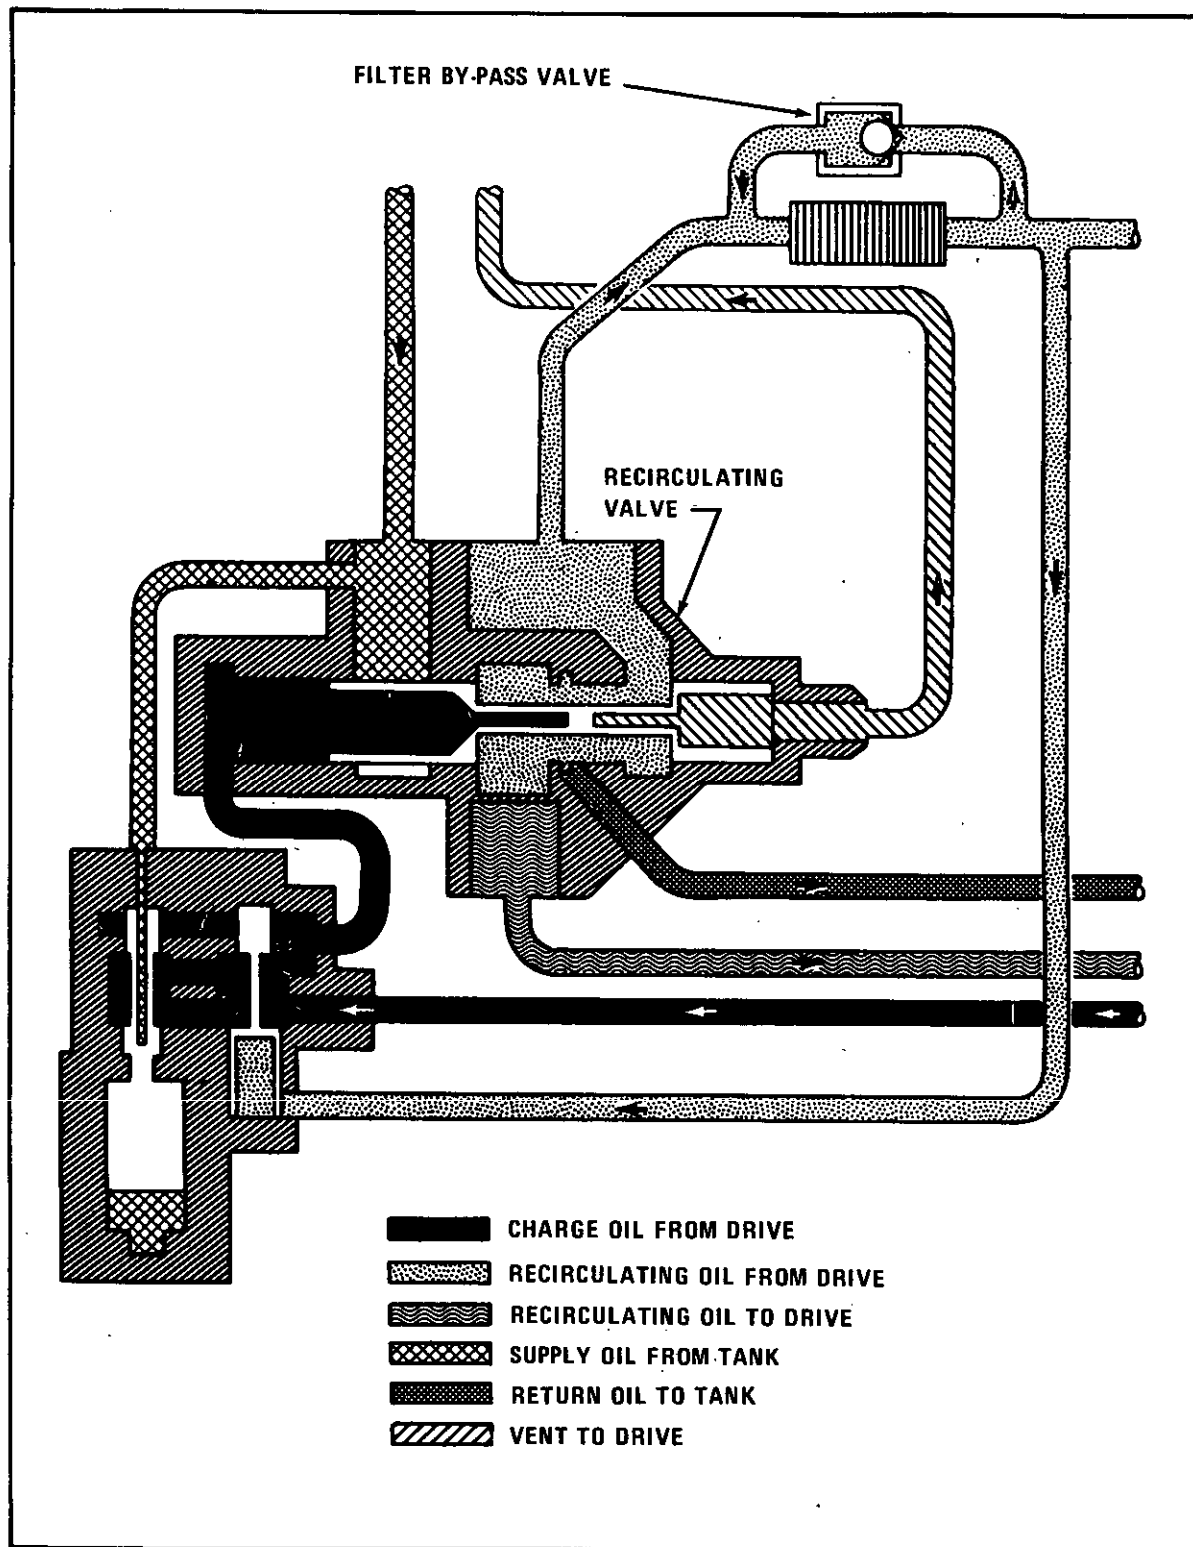 FILTER BY-PASS VALVE
RECIRCULATING
VALVE
CHARGE OIL FROM DRIVE
RECIRCULATING OIL FROM DRIVE
RECIRCULATING OIL TO DRIVE
SUPPLY OIL FROM TANK
RETURN OIL TO TANK
VENT TO DRIVE